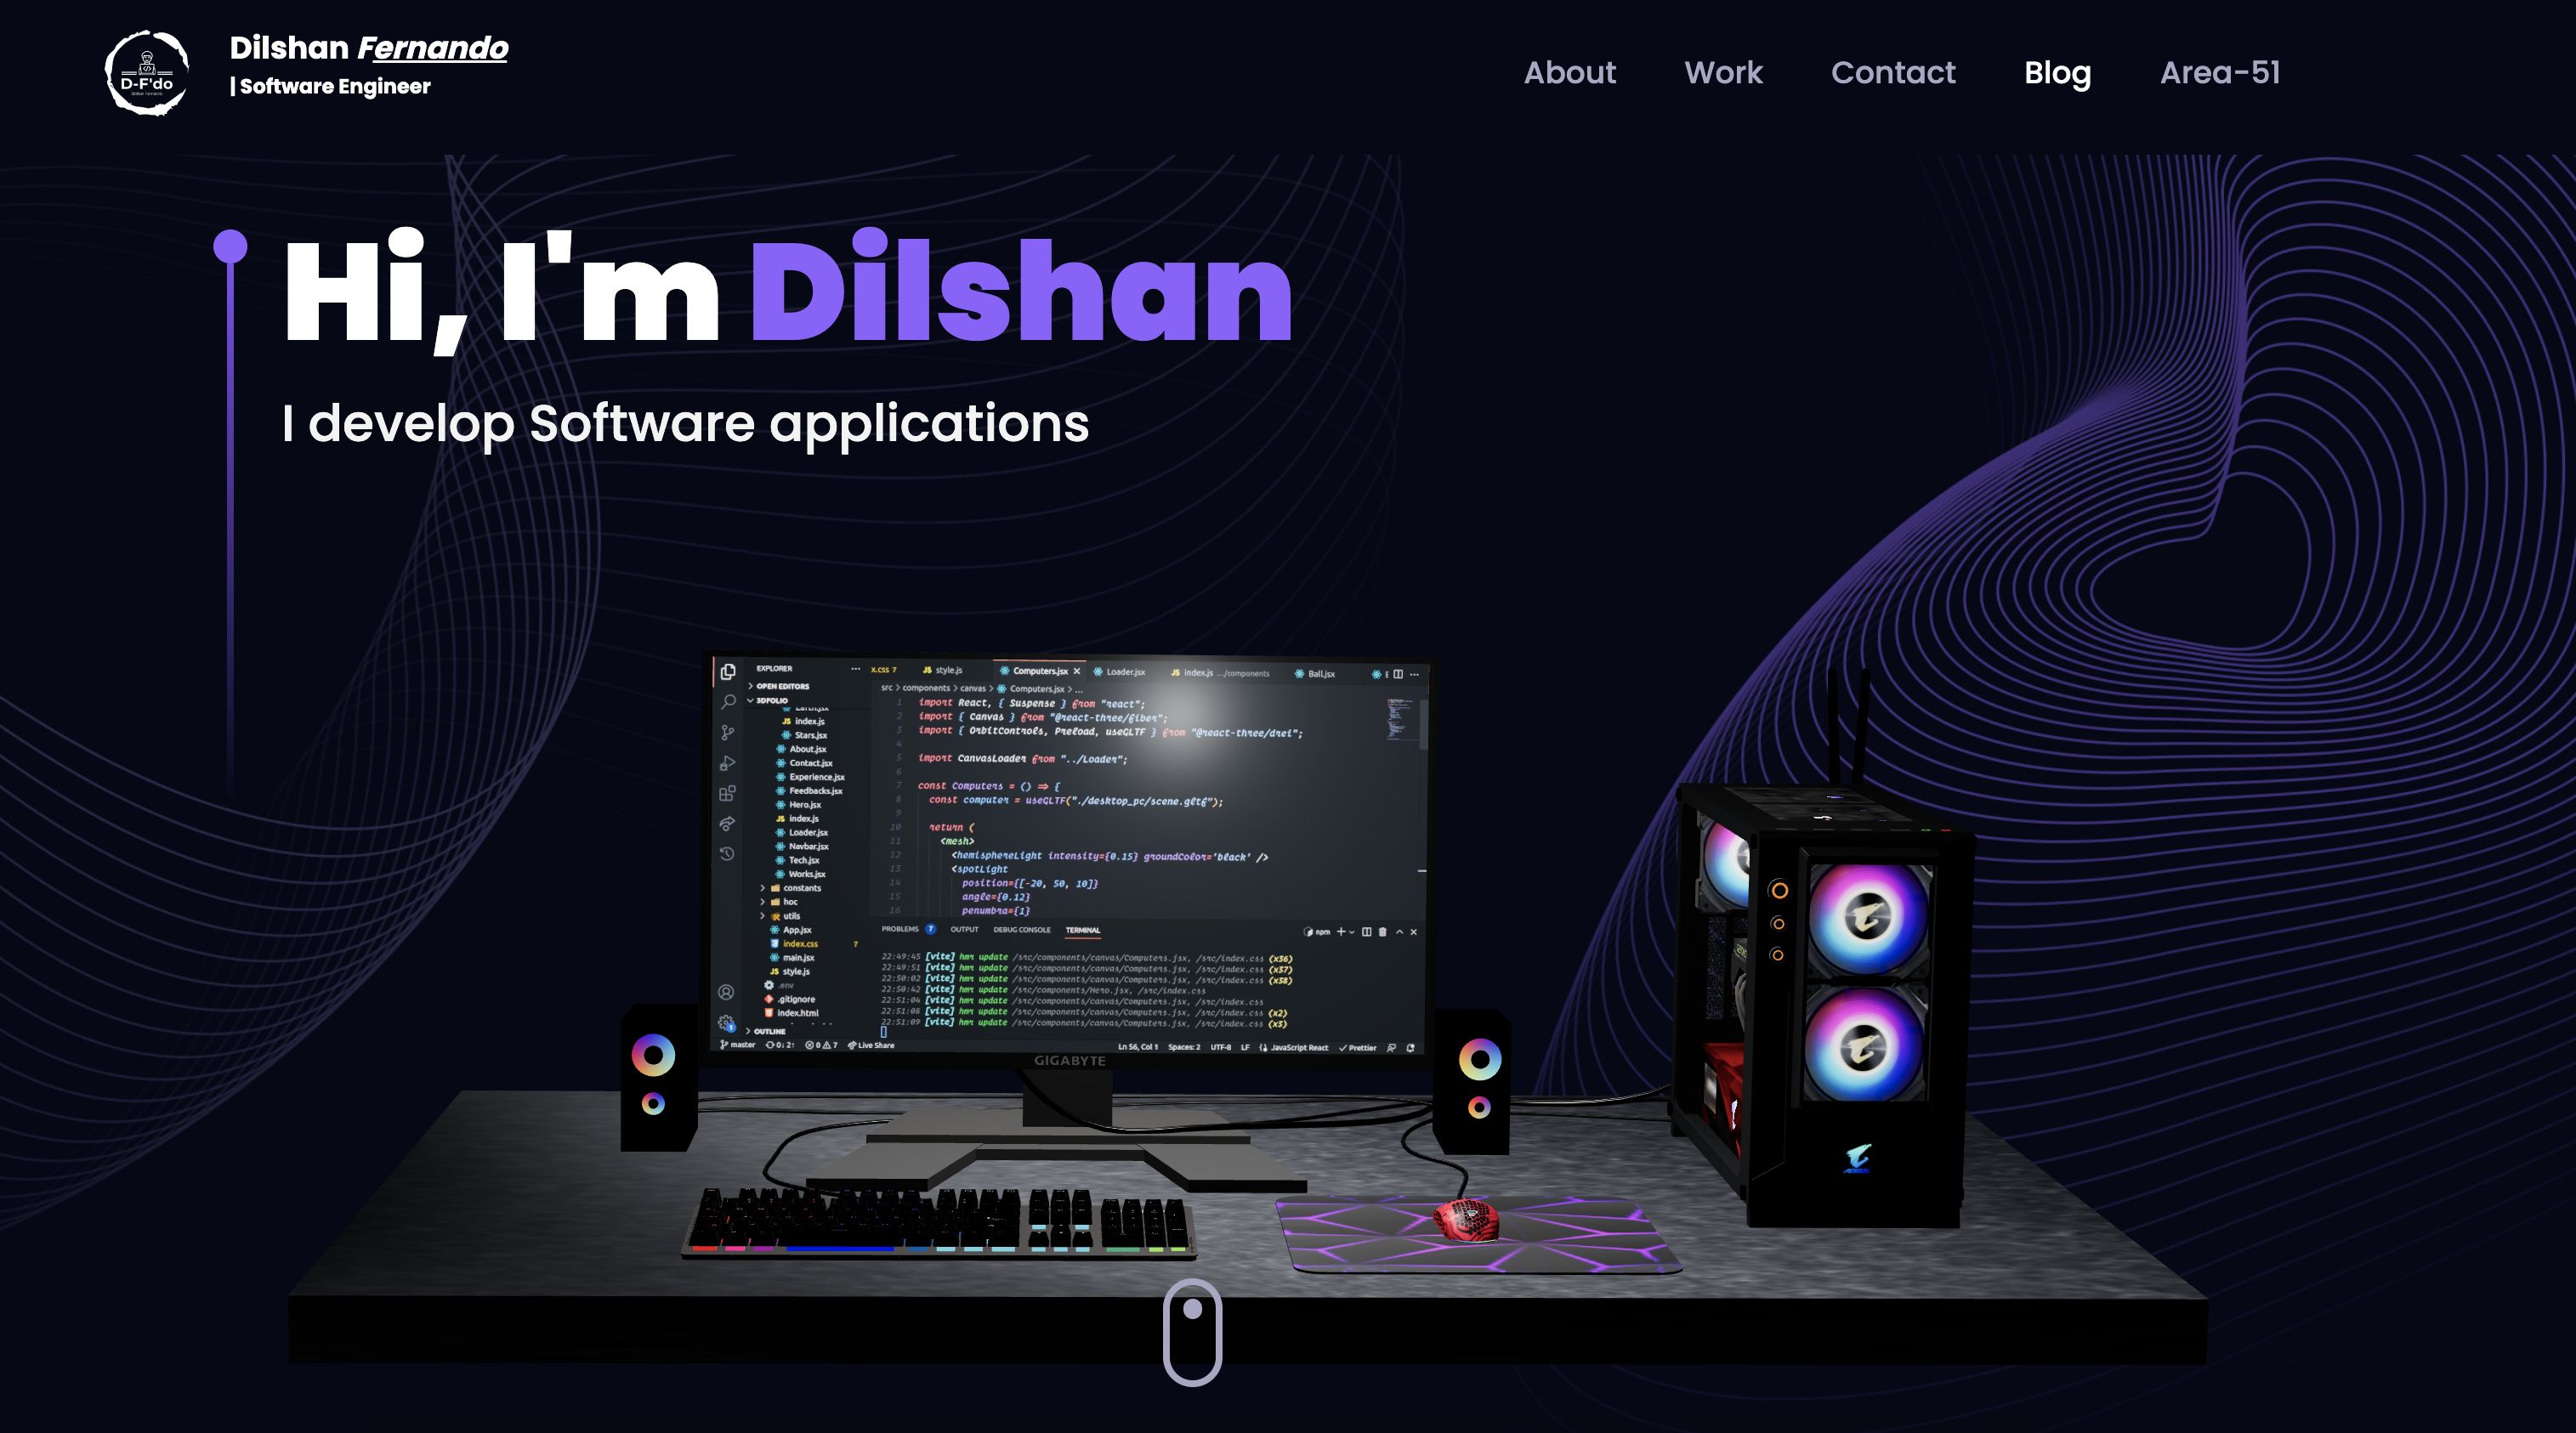 D-F'do
Dilshan Fernando
| Software Engineer
About Work Contact Blog Area-51
Hi, I'm Dilshan
I develop Software applications
EXPLORER
OPEN EDITORS
3DFOLIO
index.js
Stars.jsx
About.jsx
Contact.jsx
Experience.jsx
Feedbacks.jsx
Hero.jsx
index.js
Loader.jsx
Navbar.jsx
Tech.jsx
Works.jsx
constants
hoc
utils
App.jsx
index.css 7
main.jsx
style.js
.env
.gitignore
index.html
OUTLINE
x.css 7 style.js Computers.jsx Loader.jsx index.js .../components Ball.jsx
src > components > canvas > Computers.jsx > ...
1 import React, { Suspense } from "react";
2 import { Canvas } from "@react-three/fiber";
3 import { OrbitControls, Preload, useGLTF } from "@react-three/drei";
4
5 import CanvasLoader from "../Loader";
6
7 const Computers = () => {
8 const computer = useGLTF("./desktop_pc/scene.gltf");
9
10 return (
11 <mesh>
12 <hemisphereLight intensity={0.15} groundColor='black' />
13 <spotLight
14 position={[-20, 50, 10]}
15 angle={0.12}
16 penumbra={1}
PROBLEMS 7 OUTPUT DEBUG CONSOLE TERMINAL npm
22:49:45 [vite] hmr update /src/components/canvas/Computers.jsx, /src/index.css (x36)
22:49:51 [vite] hmr update /src/components/canvas/Computers.jsx, /src/index.css (x37)
22:50:02 [vite] hmr update /src/components/canvas/Computers.jsx, /src/index.css (x38)
22:50:42 [vite] hmr update /src/components/Hero.jsx, /src/index.css
22:51:04 [vite] hmr update /src/components/canvas/Computers.jsx, /src/index.css
22:51:08 [vite] hmr update /src/components/canvas/Computers.jsx, /src/index.css (x2)
22:51:09 [vite] hmr update /src/components/canvas/Computers.jsx, /src/index.css (x3)
master 0↓ 2↑ 0 7 Live Share Ln 56, Col 1 Spaces: 2 UTF-8 LF JavaScript React Prettier
GIGABYTE